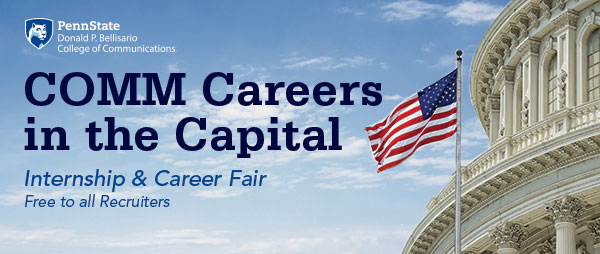 PennState
Donald P. Bellisario
College of Communications
COMM Careers
in the Capital
Internship & Career Fair
Free to all Recruiters